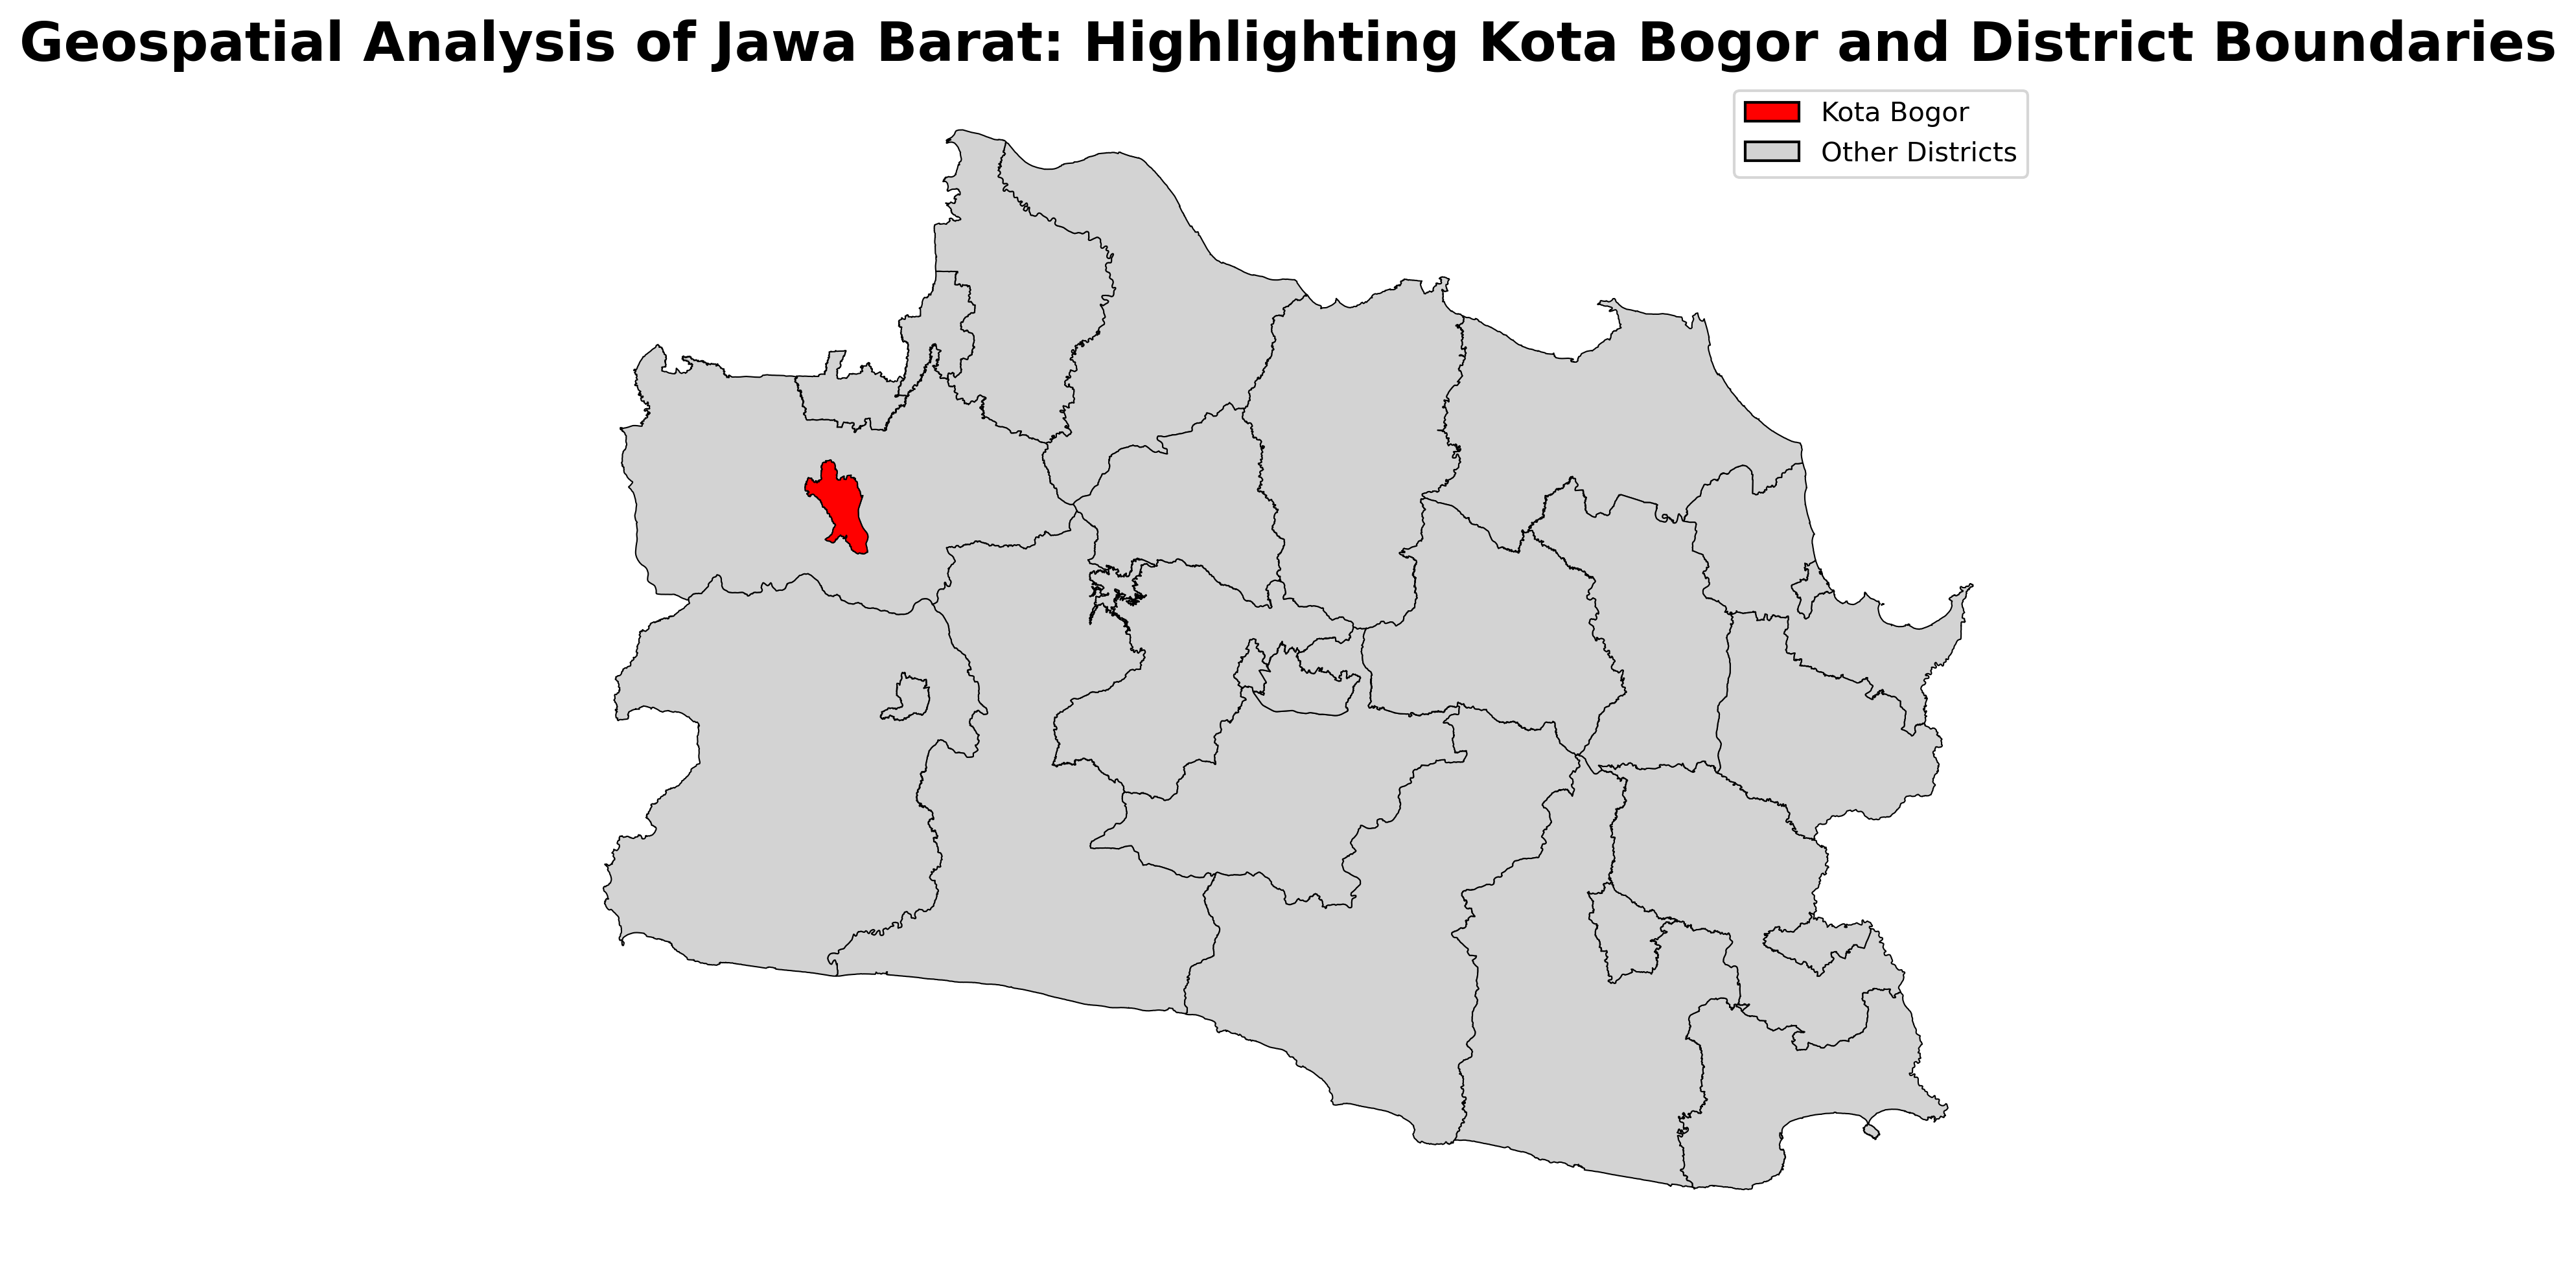 Geospatial Analysis of Jawa Barat: Highlighting Kota Bogor and District Boundaries
Kota Bogor
Other Districts